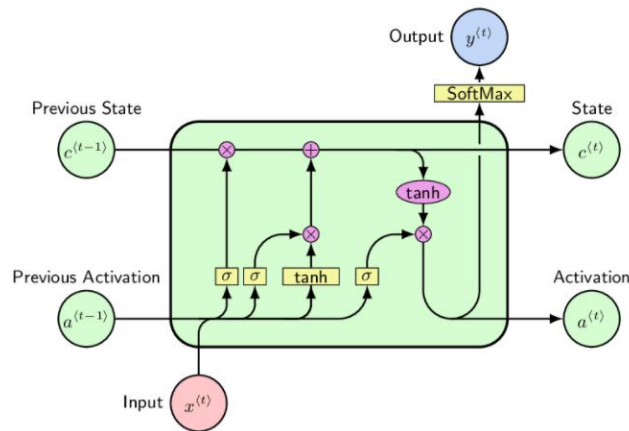 Output
y⟨t⟩
SoftMax
Previous State
State
c⟨t−1⟩
×
+
c⟨t⟩
tanh
×
×
Previous Activation
σ
σ
tanh
σ
Activation
a⟨t−1⟩
a⟨t⟩
Input
x⟨t⟩